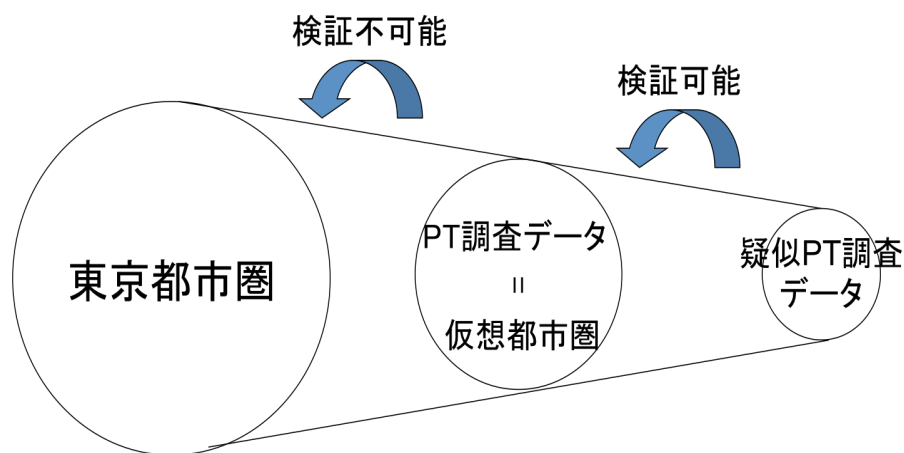 検証不可能
検証可能
東京都市圏
PT調査データ
=
仮想都市圏
疑似PT調査
データ